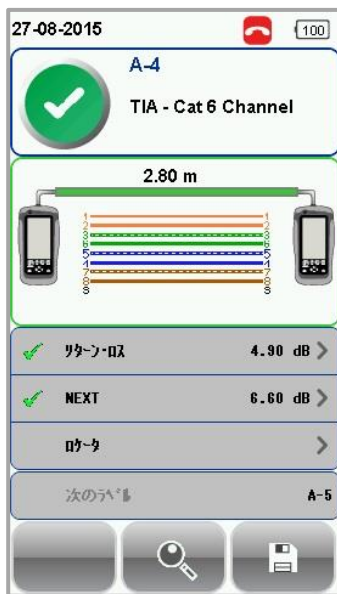 27-08-2015
100
A-4
TIA - Cat 6 Channel
2.80 m
1 1
2 2
3 3
6 6
5 5
4 4
7 7
8 8
S S
ﾘﾀｰﾝ･ﾛｽ 4.90 dB
NEXT 6.60 dB
ﾛｹｰﾀ
次のﾗﾍﾞﾙ A-5